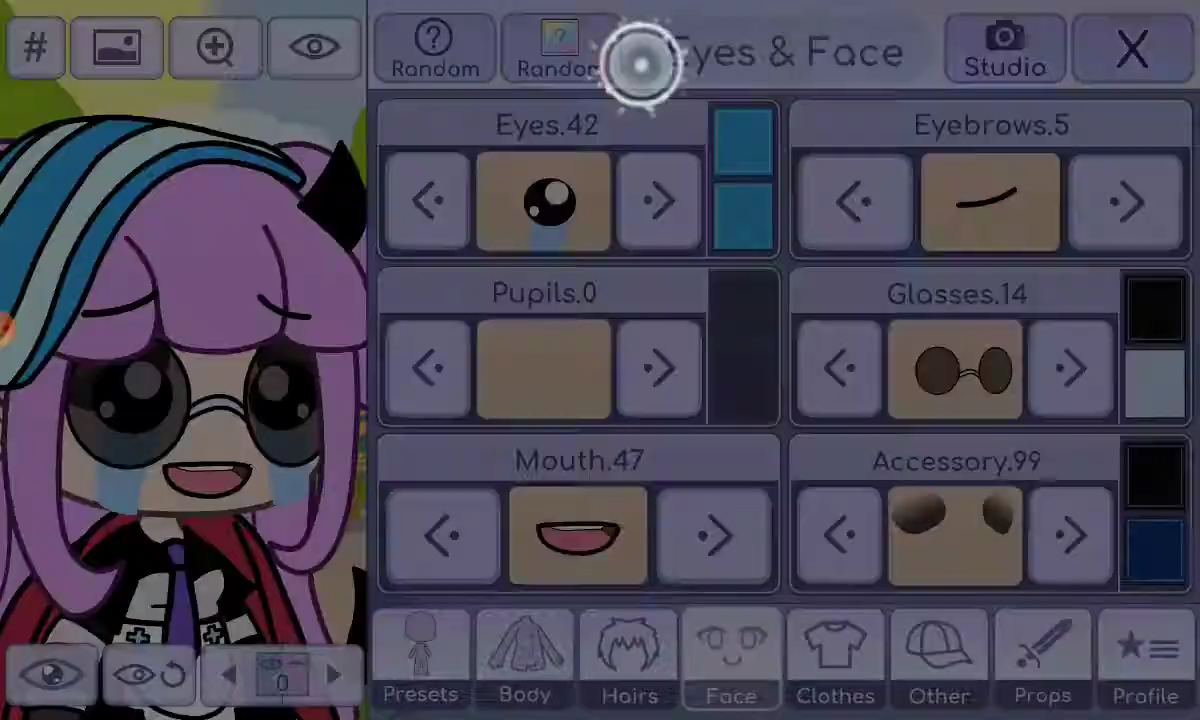 #
Random
Random
Eyes & Face
Studio
X
Eyes.42
Eyebrows.5
Pupils.0
Glasses.14
Mouth.47
Accessory.99
0
Presets
Body
Hairs
Face
Clothes
Other
Props
Profile